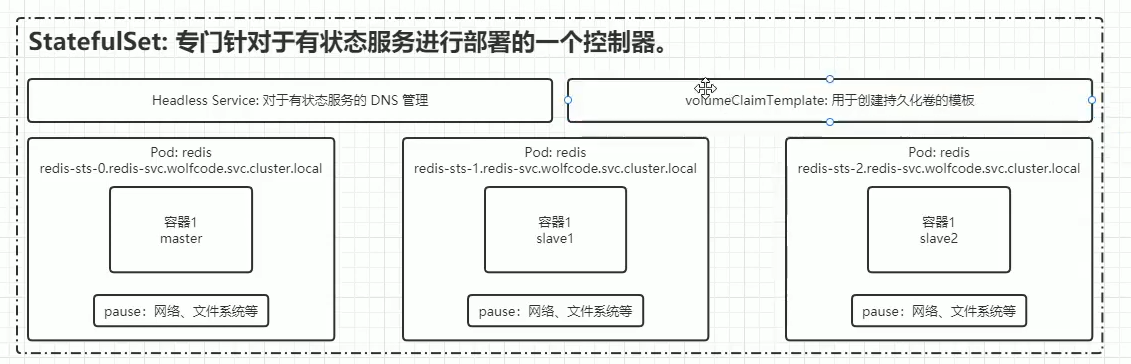 StatefulSet: 专门针对于有状态服务进行部署的一个控制器。
Headless Service: 对于有状态服务的 DNS 管理
volumeClaimTemplate: 用于创建持久化卷的模板
Pod: redis
redis-sts-0.redis-svc.wolfcode.svc.cluster.local
容器1
master
pause：网络、文件系统等
Pod: redis
redis-sts-1.redis-svc.wolfcode.svc.cluster.local
容器1
slave1
pause：网络、文件系统等
Pod: redis
redis-sts-2.redis-svc.wolfcode.svc.cluster.local
容器1
slave2
pause：网络、文件系统等